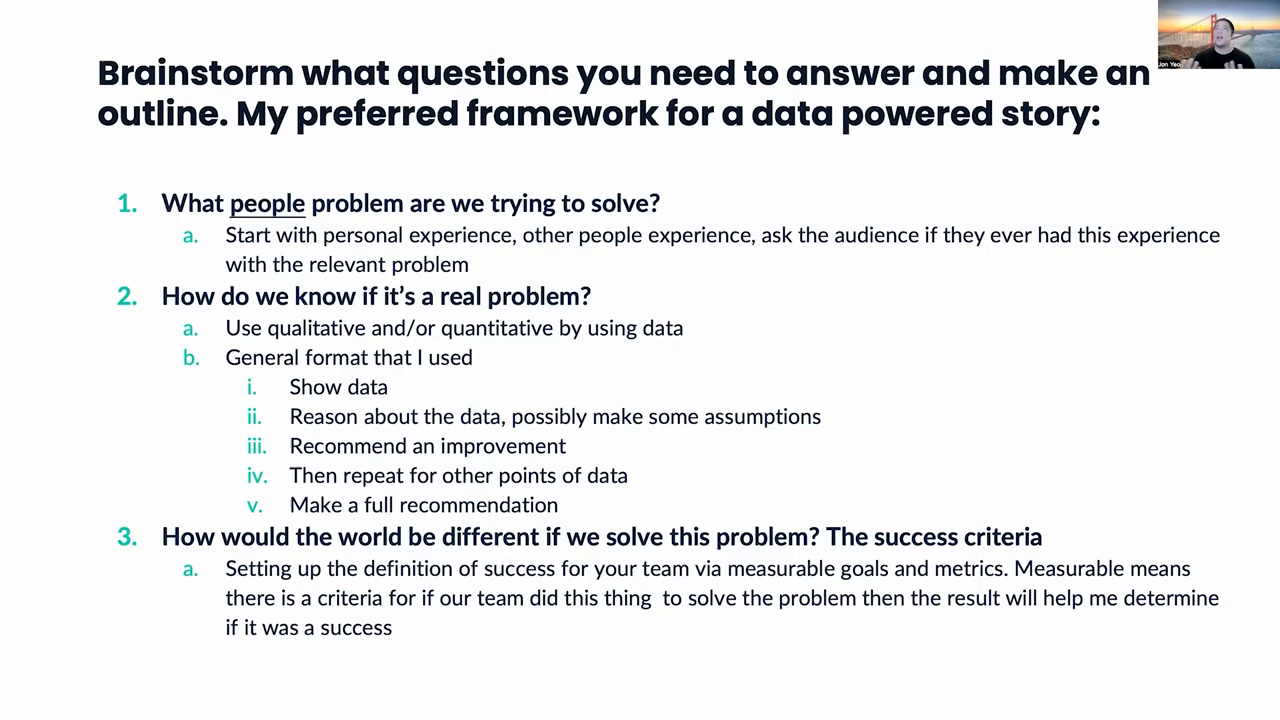 Brainstorm what questions you need to answer and make an
outline. My preferred framework for a data powered story:
Jon Yeo
1. What people problem are we trying to solve?
a. Start with personal experience, other people experience, ask the audience if they ever had this experience
with the relevant problem
2. How do we know if it’s a real problem?
a. Use qualitative and/or quantitative by using data
b. General format that I used
i. Show data
ii. Reason about the data, possibly make some assumptions
iii. Recommend an improvement
iv. Then repeat for other points of data
v. Make a full recommendation
3. How would the world be different if we solve this problem? The success criteria
a. Setting up the definition of success for your team via measurable goals and metrics. Measurable means
there is a criteria for if our team did this thing  to solve the problem then the result will help me determine
if it was a success